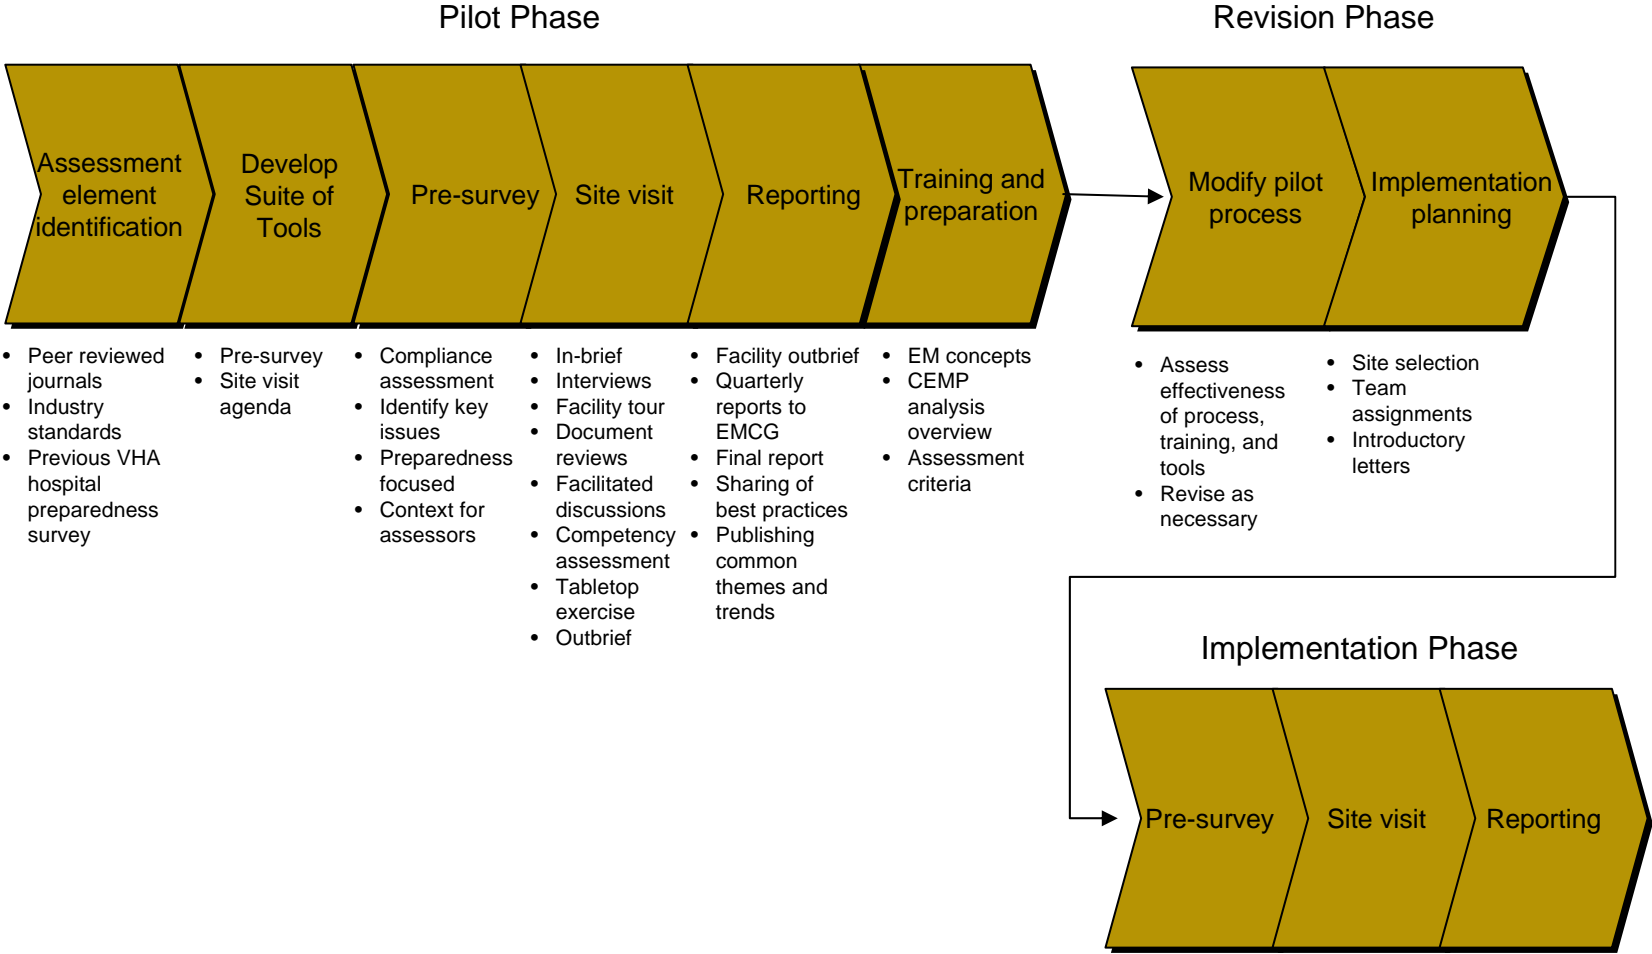 Pilot Phase
Revision Phase
Assessment
element
identification
Develop
Suite of
Tools
Pre-survey
Site visit
Reporting
Training and
preparation
Modify pilot
process
Implementation
planning
• Peer reviewed
journals
• Industry
standards
• Previous VHA
hospital
preparedness
survey
• Pre-survey
• Site visit
agenda
• Compliance
assessment
• Identify key
issues
• Preparedness
focused
• Context for
assessors
• In-brief
• Interviews
• Facility tour
• Document
reviews
• Facilitated
discussions
• Competency
assessment
• Tabletop
exercise
• Outbrief
• Facility outbrief
• Quarterly
reports to
EMCG
• Final report
• Sharing of
best practices
• Publishing
common
themes and
trends
• EM concepts
• CEMP
analysis
overview
• Assessment
criteria
• Assess
effectiveness
of process,
training, and
tools
• Revise as
necessary
• Site selection
• Team
assignments
• Introductory
letters
Implementation Phase
Pre-survey
Site visit
Reporting